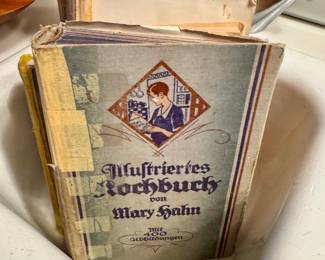 Illustriertes
Kochbuch
von
Mary Hahn
Mit
400
Abbildungen